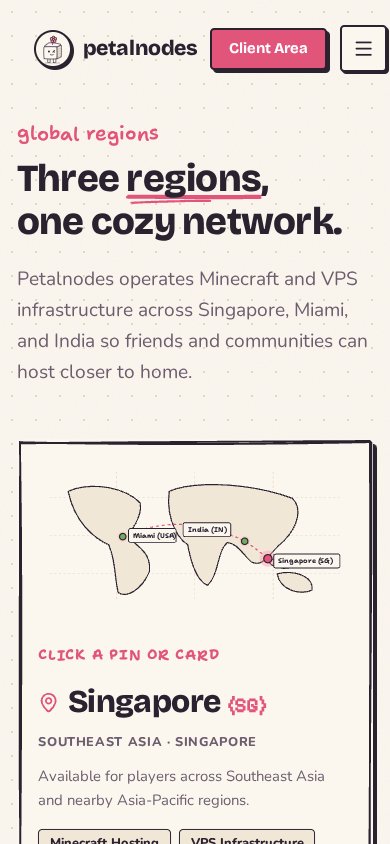 petalnodes
Client Area
global regions
Three regions,
one cozy network.
Petalnodes operates Minecraft and VPS
infrastructure across Singapore, Miami,
and India so friends and communities can
host closer to home.
Miami (USA)
India (IN)
Singapore (SG)
CLICK A PIN OR CARD
Singapore (SG)
SOUTHEAST ASIA · SINGAPORE
Available for players across Southeast Asia
and nearby Asia-Pacific regions.
Minecraft Hosting
VPS Infrastructure